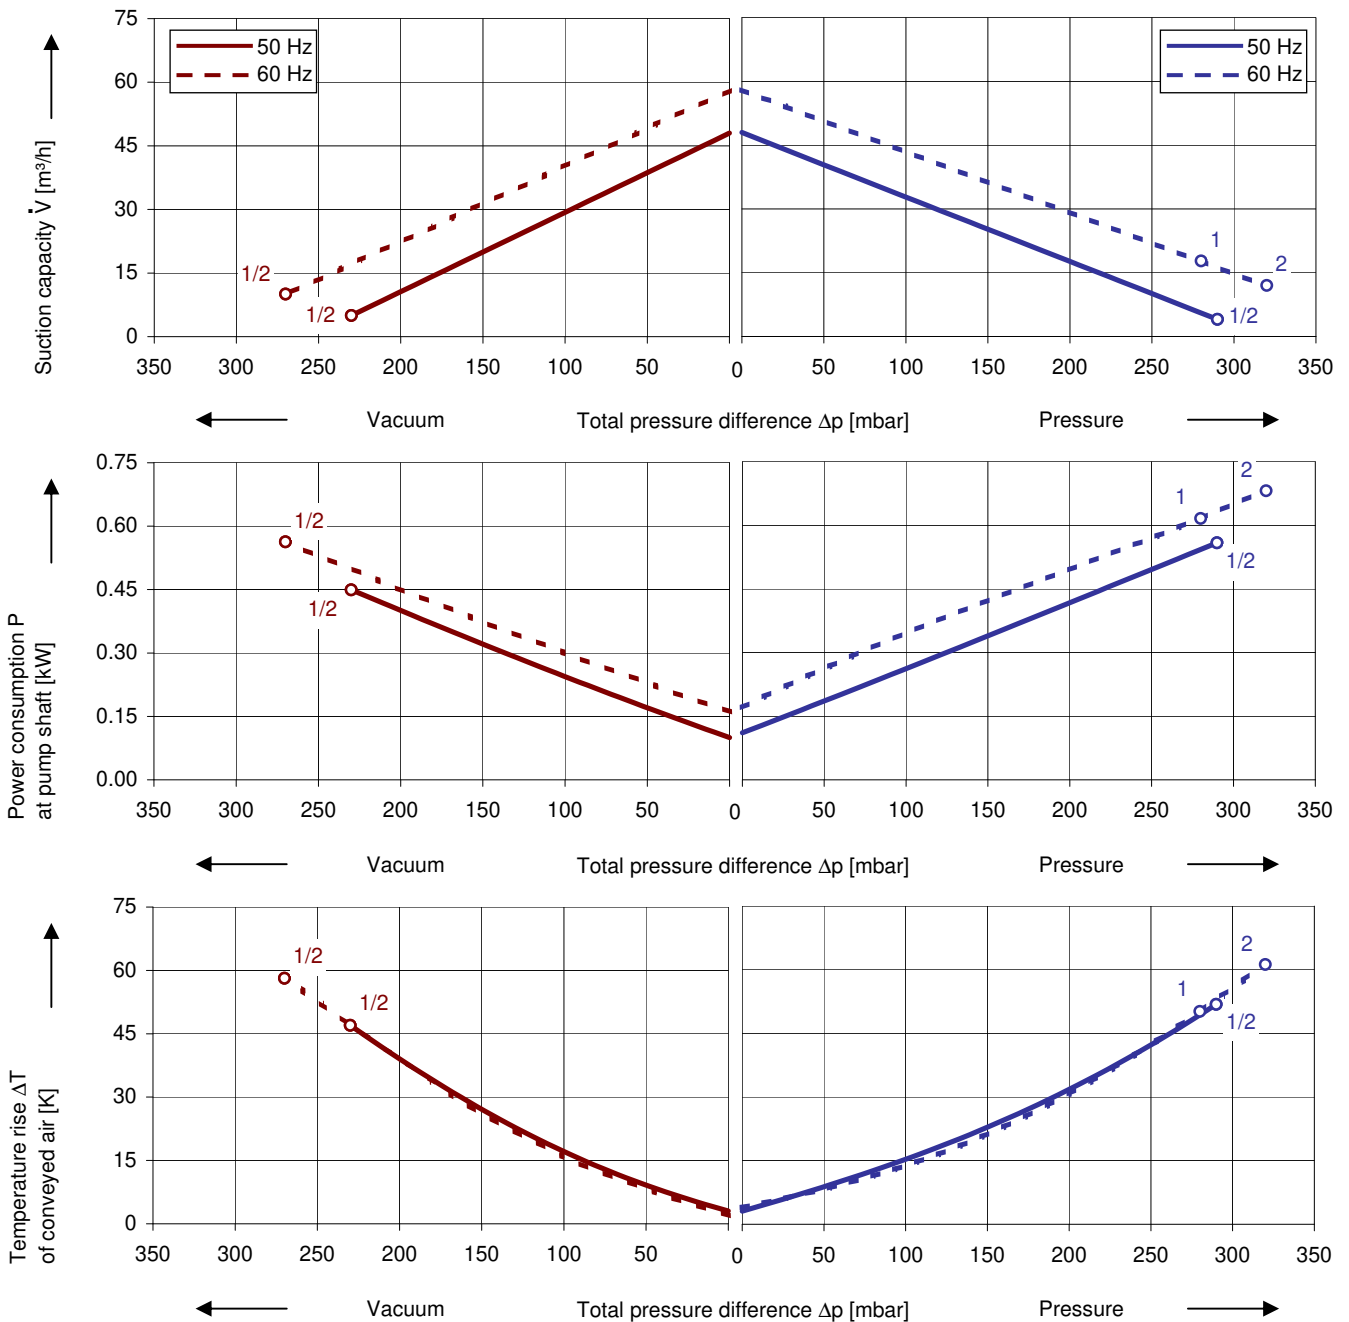 75
50 Hz
50 Hz
60 Hz
60 Hz
60
45
30
15
0
1/2
1/2
1
2
1/2
350 300 250 200 150 100 50 0 50 100 150 200 250 300 350
Suction capacity V̇ [m³/h]
Vacuum Total pressure difference Δp [mbar] Pressure
0.75
0.60
0.45
0.30
0.15
0.00
1/2
1/2
1
2
1/2
350 300 250 200 150 100 50 0 50 100 150 200 250 300 350
Power consumption P
at pump shaft [kW]
Vacuum Total pressure difference Δp [mbar] Pressure
75
60
45
30
15
0
1/2
1/2
1
2
1/2
350 300 250 200 150 100 50 0 50 100 150 200 250 300 350
Temperature rise ΔT
of conveyed air [K]
Vacuum Total pressure difference Δp [mbar] Pressure